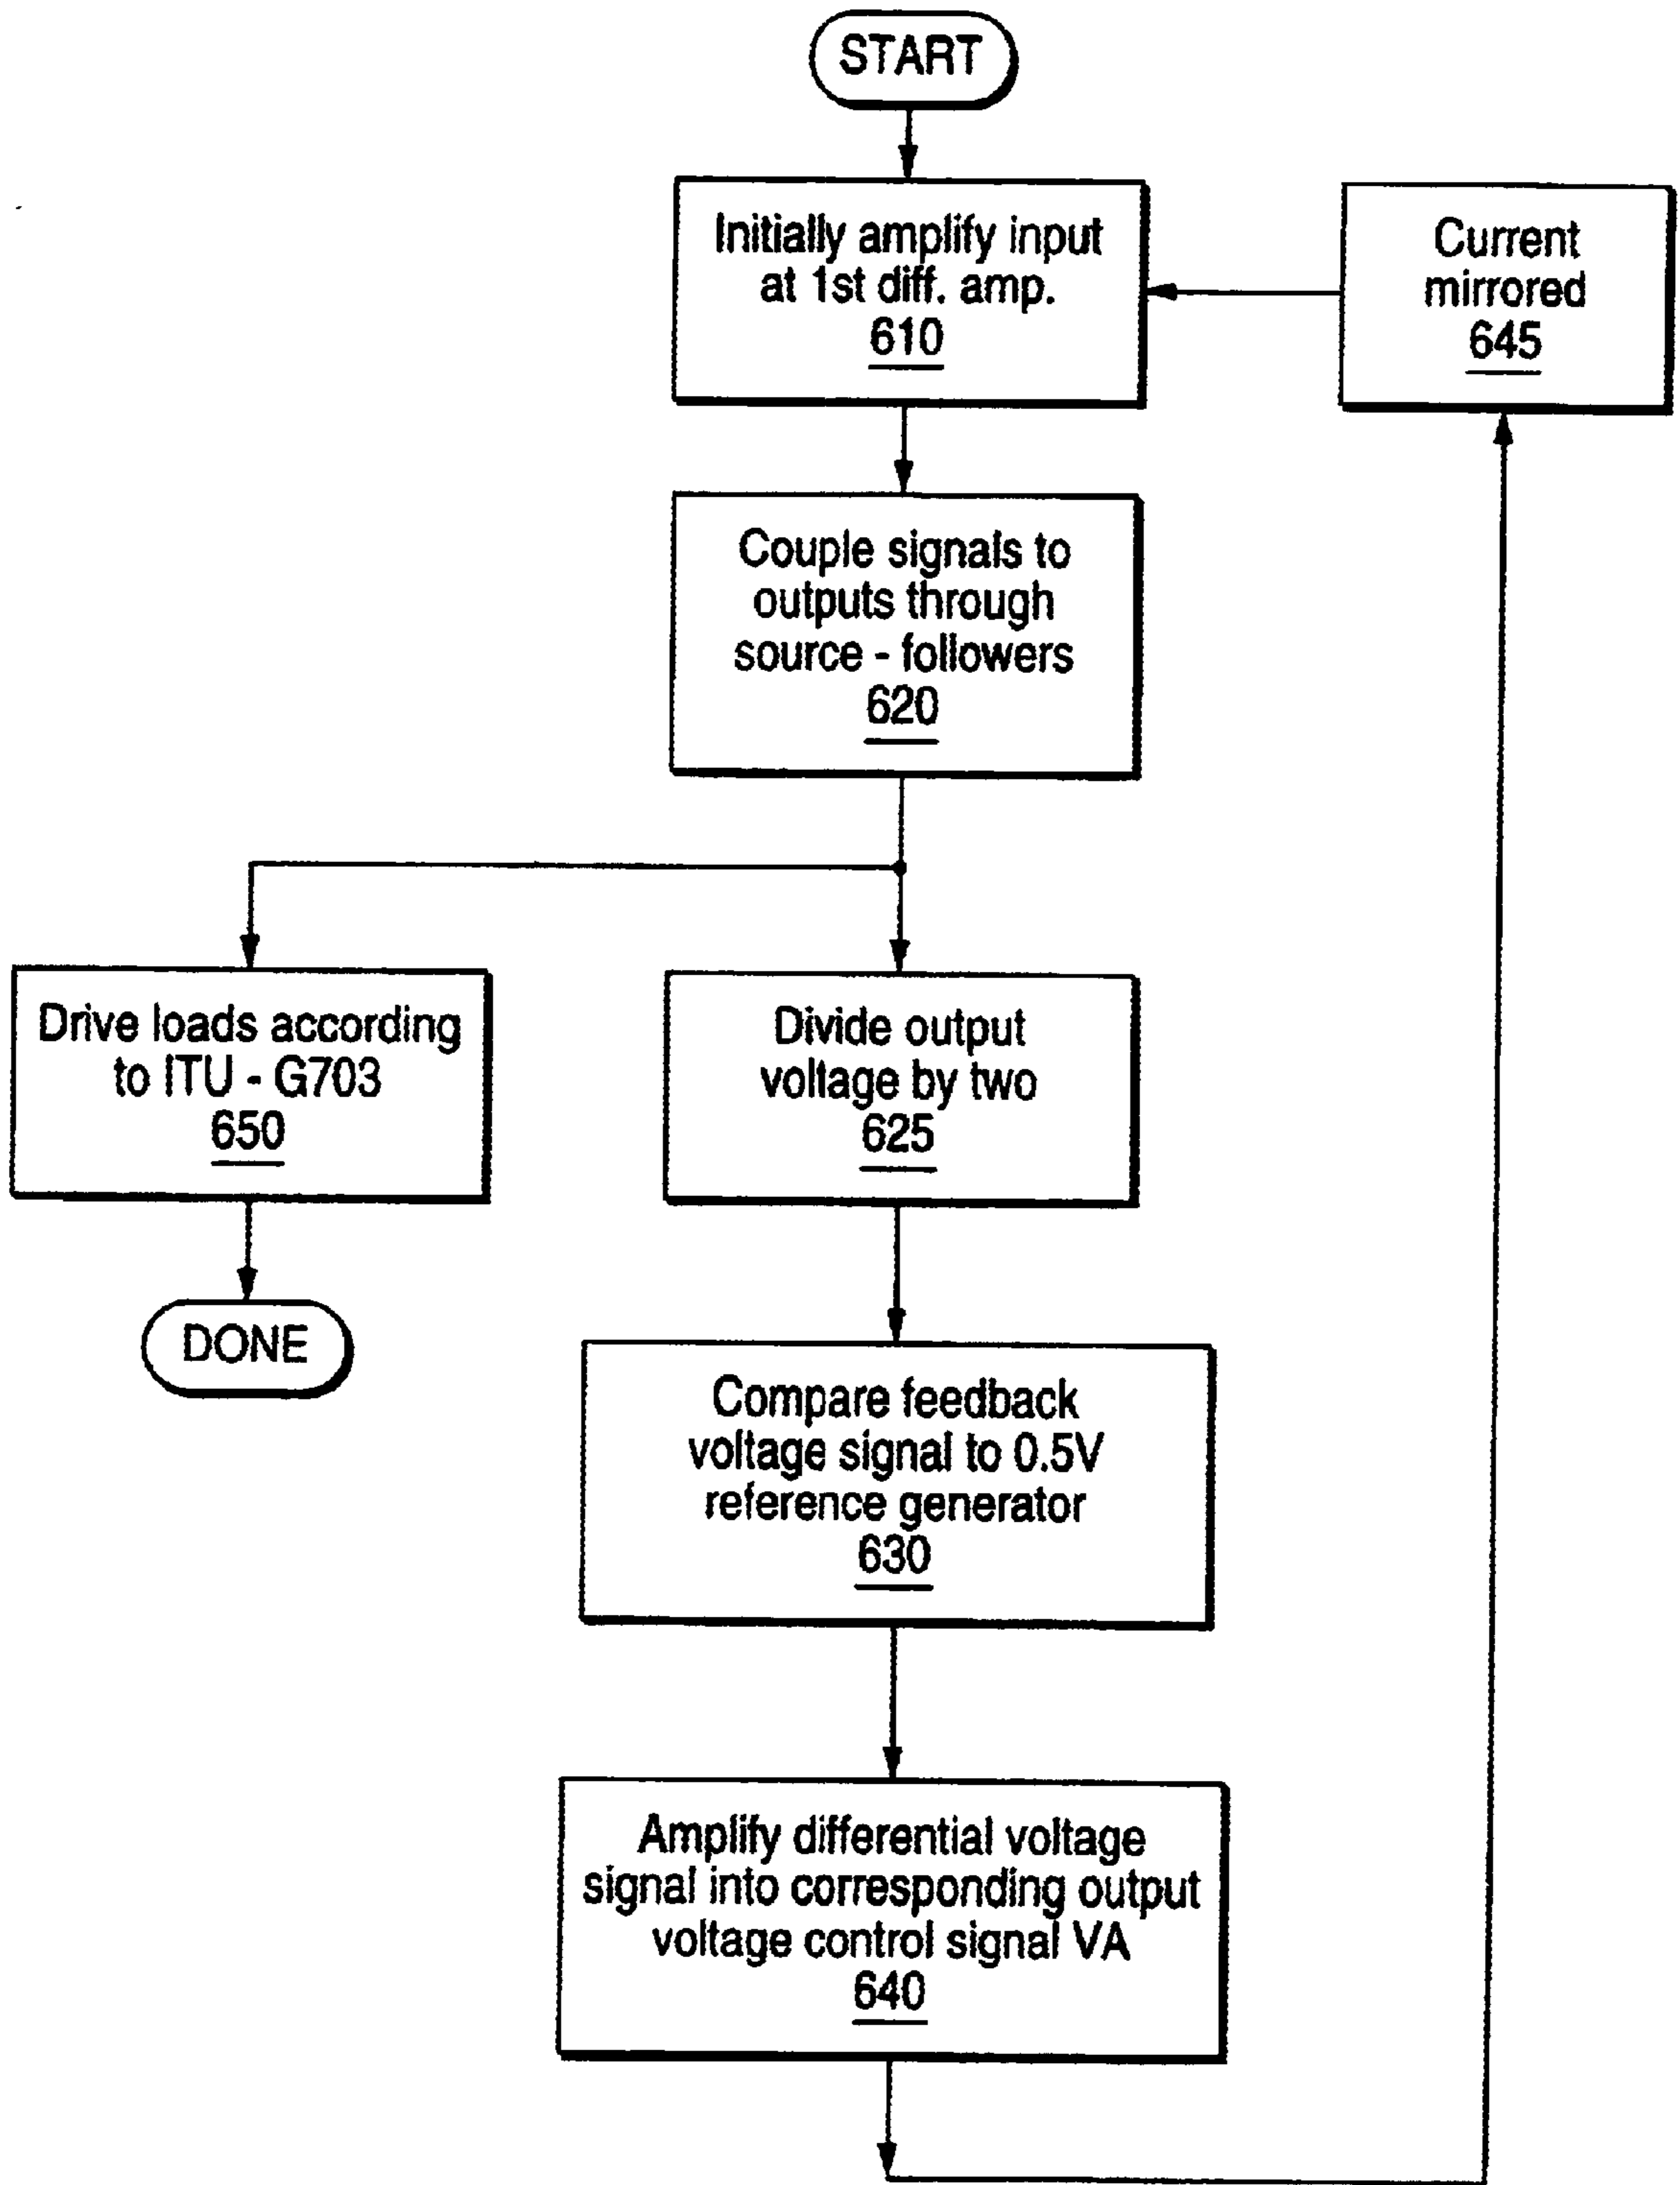 START
Initially amplify input
at 1st diff. amp.
610
Current
mirrored
645
Couple signals to
outputs through
source - followers
620
Drive loads according
to ITU - G703
650
Divide output
voltage by two
625
DONE
Compare feedback
voltage signal to 0.5V
reference generator
630
Amplify differential voltage
signal into corresponding output
voltage control signal VA
640